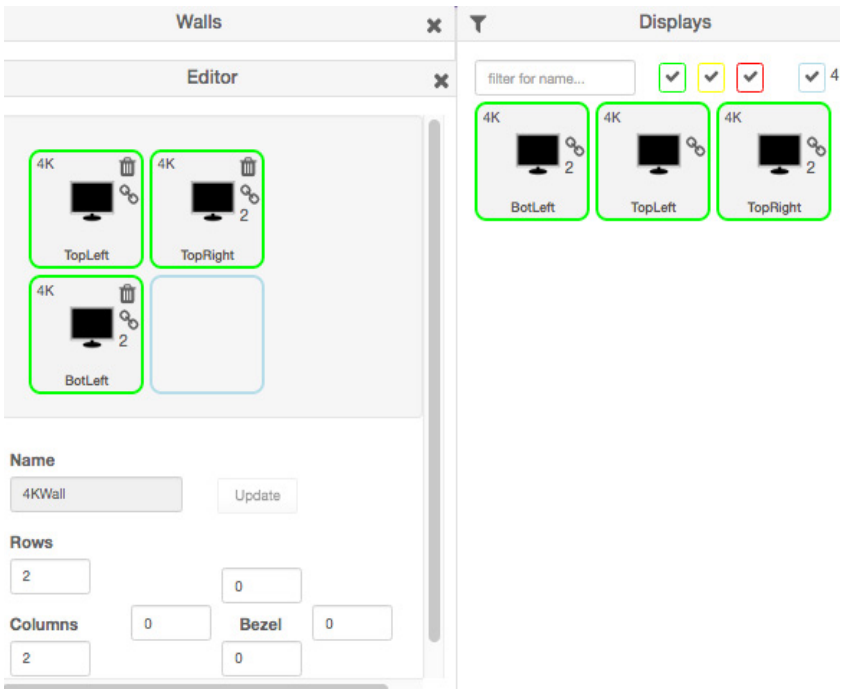 Walls
Editor
4K 4K
2
TopLeft TopRight
4K
2
BotLeft
Name
4KWall Update
Rows
2
0
Columns 0 Bezel 0
2 0
Displays
filter for name... 4
4K 4K 4K
2 2
BotLeft TopLeft TopRight